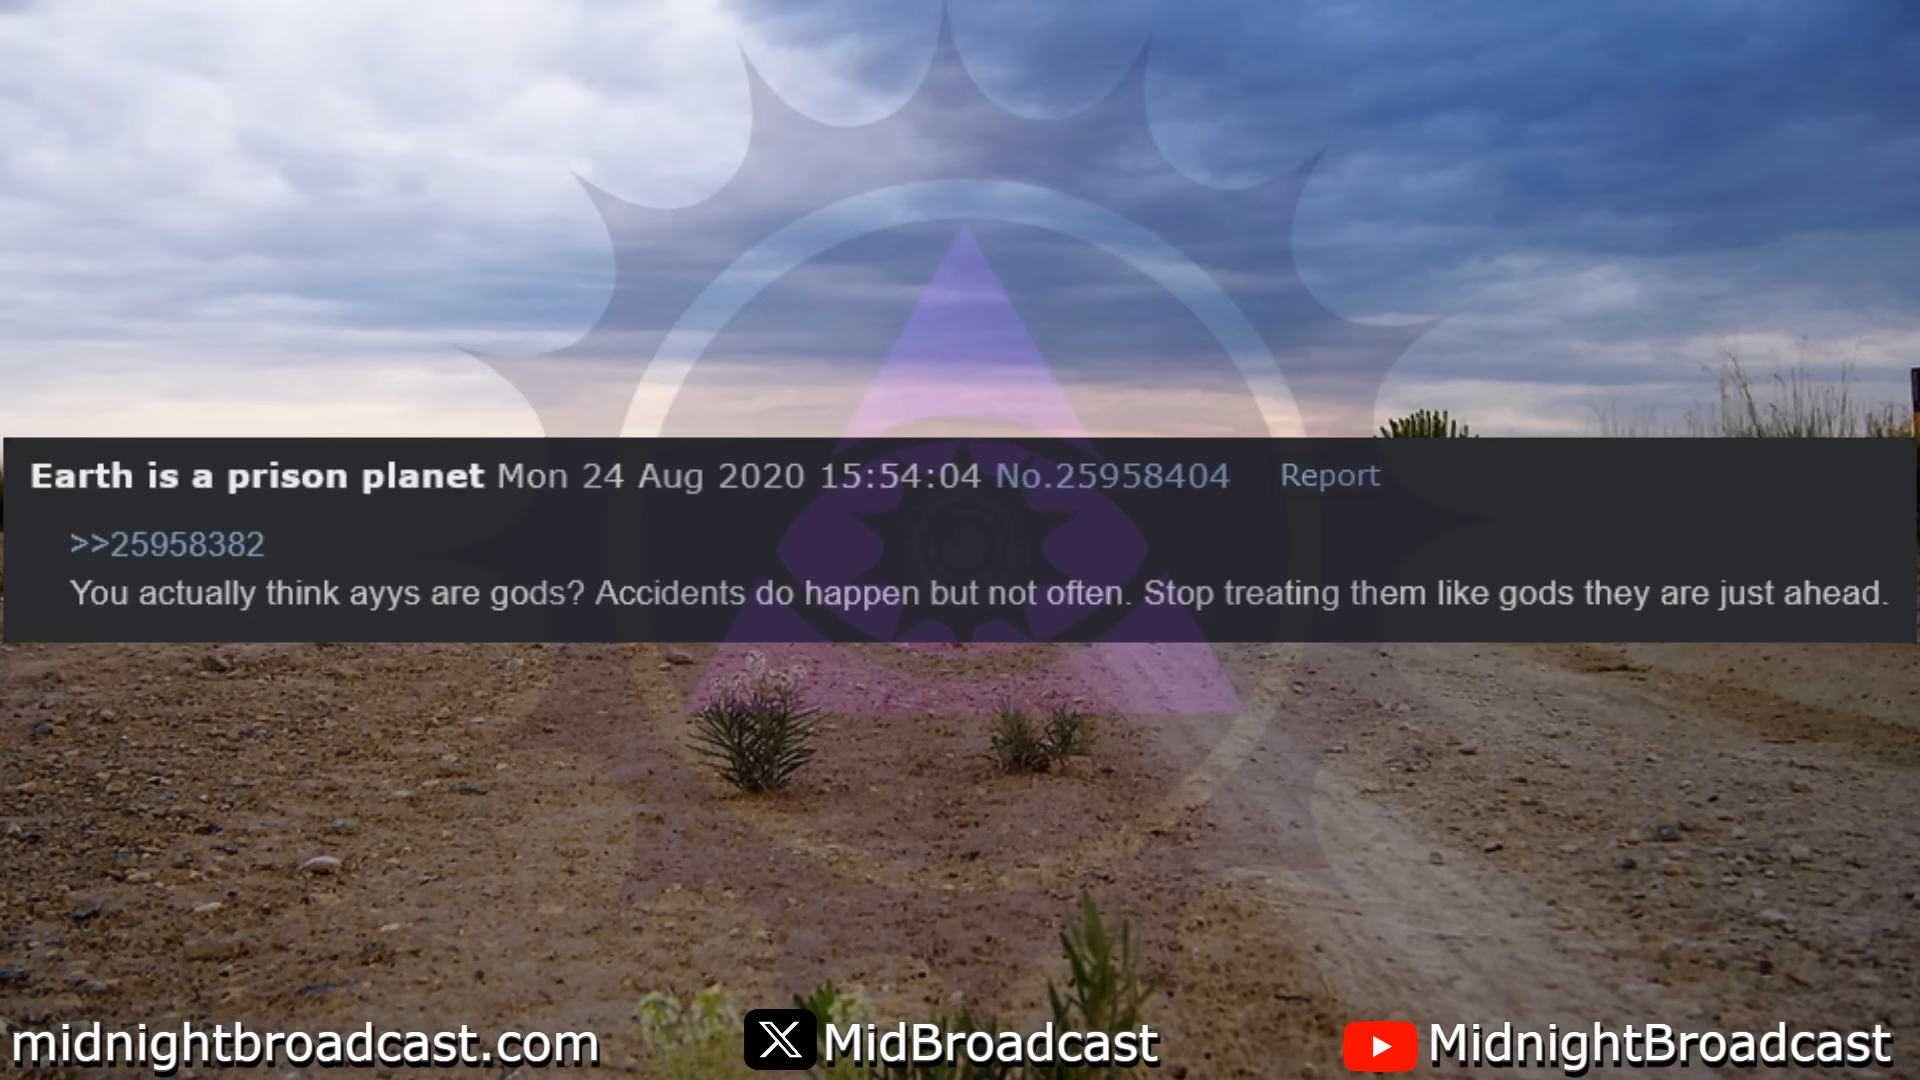 Earth is a prison planet Mon 24 Aug 2020 15:54:04 No.25958404 Report
>>25958382
You actually think ayys are gods? Accidents do happen but not often. Stop treating them like gods they are just ahead.
midnightbroadcast.com MidBroadcast MidnightBroadcast